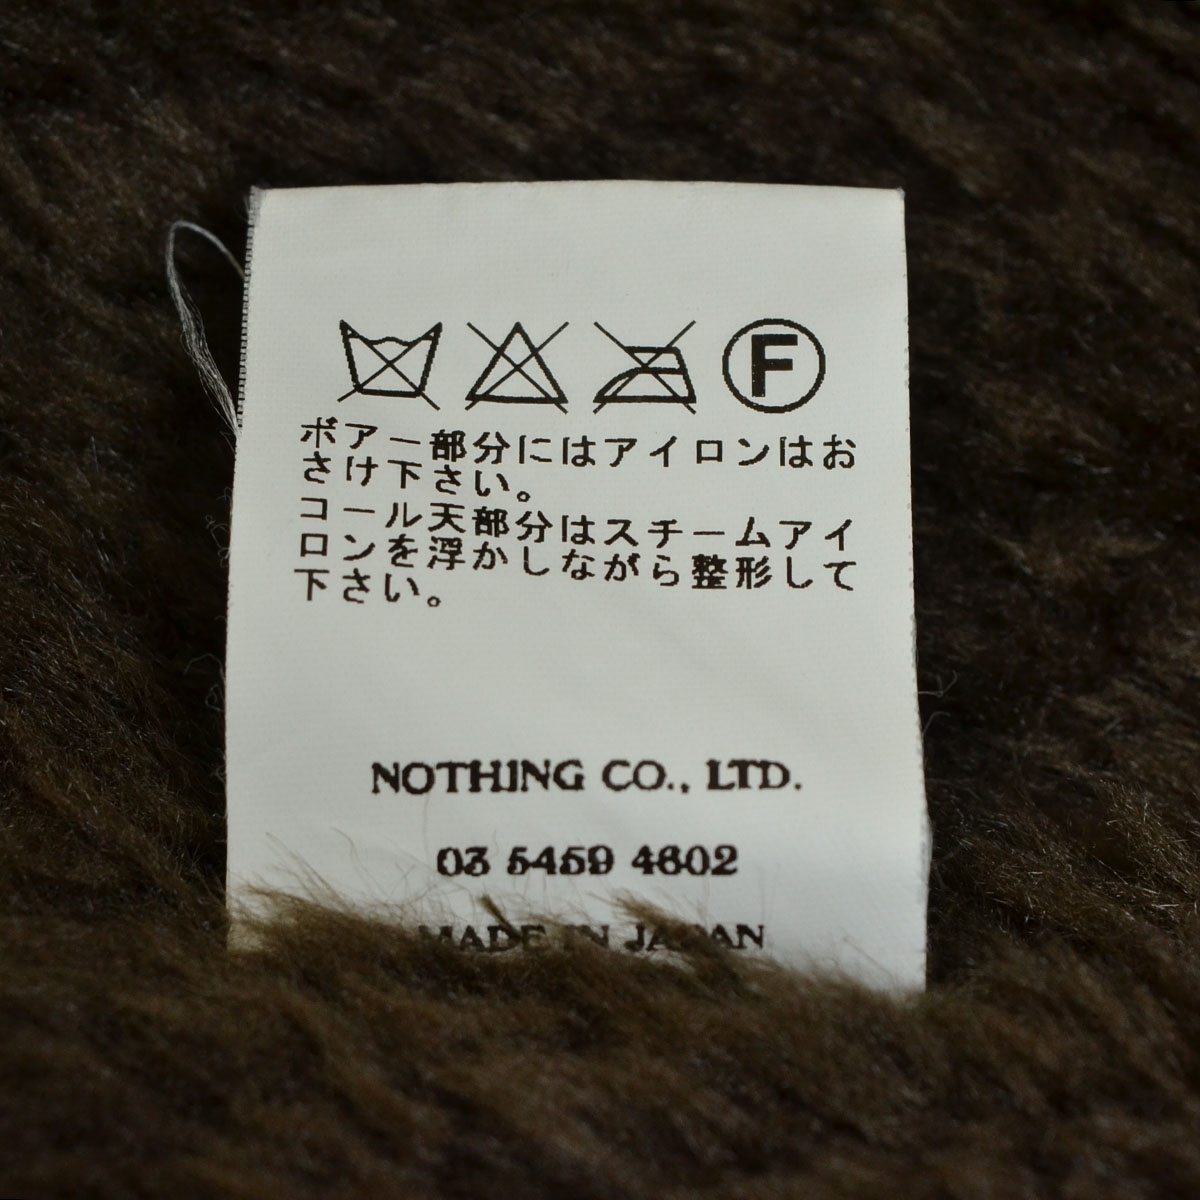 F
ボアー部分にはアイロンはお
さけ下さい。
コール天部分はスチームアイ
ロンを浮かしながら整形して
下さい。
NOTHING CO., LTD.
03 5459 4602
MADE IN JAPAN